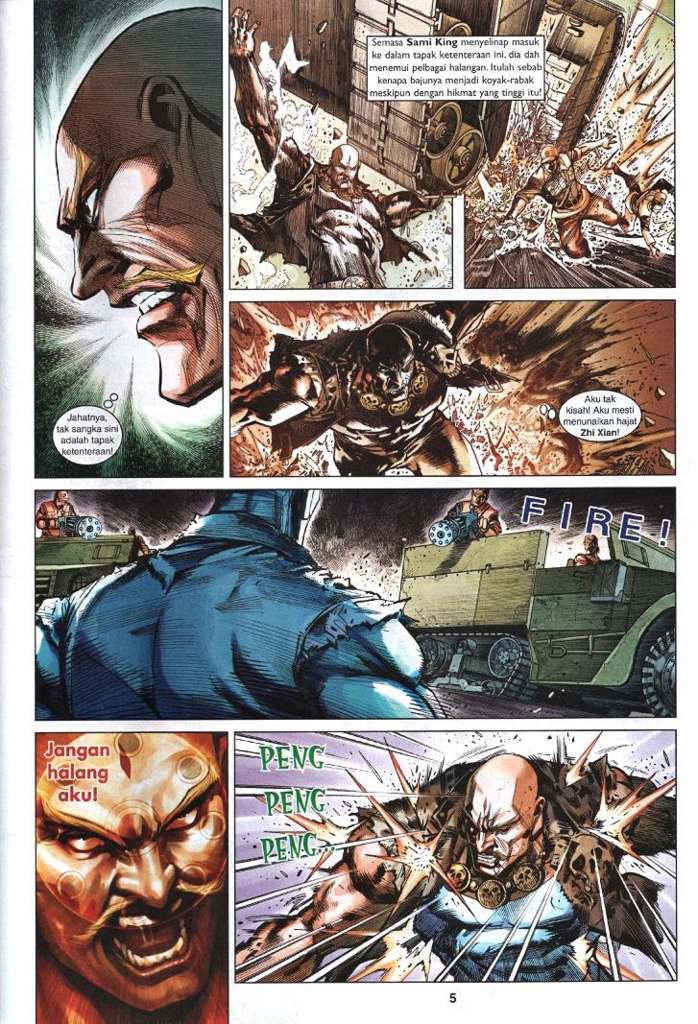 Semasa Sami King menyelinap masuk
ke dalam tapak ketenteraan ini, dia dah
menemui pelbagai halangan. Itulah sebab
kenapa bajunya menjadi koyak-rabak
meskipun dengan hikmat yang tinggi itu!
Jahatnya,
tak sangka sini
adalah tapak
ketenteraan!
Aku tak
kisah! Aku mesti
menunaikan hajat
Zhi Xian!
FIRE!
Jangan
halang
aku!
PENG
PENG
PENG...
5